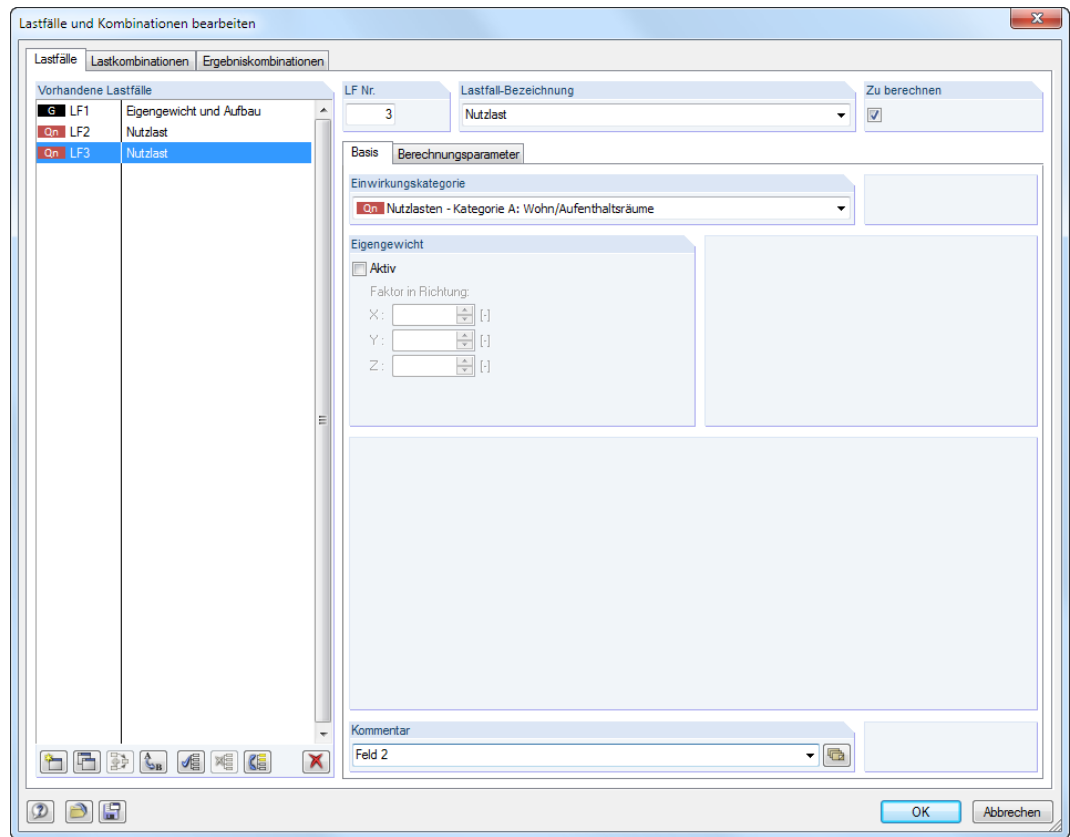 Lastfälle und Kombinationen bearbeiten
Lastfälle Lastkombinationen Ergebniskombinationen
Vorhandene Lastfälle
G LF1 Eigengewicht und Aufbau
Qn LF2 Nutzlast
Qn LF3 Nutzlast
LF Nr.
3
Lastfall-Bezeichnung
Nutzlast
Zu berechnen
Basis Berechnungsparameter
Einwirkungskategorie
Qn Nutzlasten - Kategorie A: Wohn/Aufenthaltsräume
Eigengewicht
Aktiv
Faktor in Richtung:
X: [-]
Y: [-]
Z: [-]
Kommentar
Feld 2
OK Abbrechen